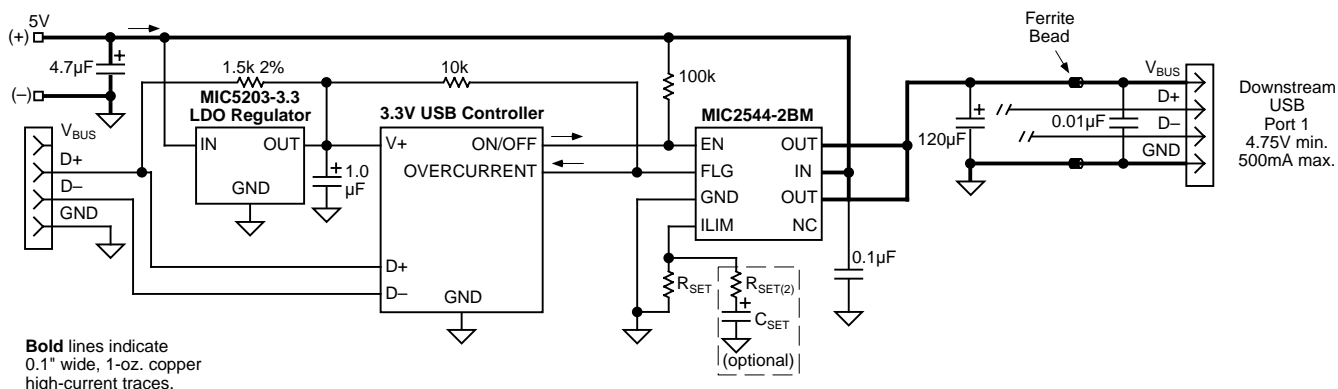 5V
(+)
4.7µF
(–)
1.5k 2%
10k
100k
MIC5203-3.3
LDO Regulator
IN
OUT
GND
1.0
µF
3.3V USB Controller
V+
ON/OFF
OVERCURRENT
D+
D–
GND
VBUS
D+
D–
GND
MIC2544-2BM
EN
FLG
GND
ILIM
OUT
IN
OUT
NC
RSET
RSET(2)
CSET
(optional)
0.1µF
120µF
Ferrite
Bead
0.01µF
VBUS
D+
D–
GND
Downstream
USB
Port 1
4.75V min.
500mA max.
Bold lines indicate
0.1" wide, 1-oz. copper
high-current traces.